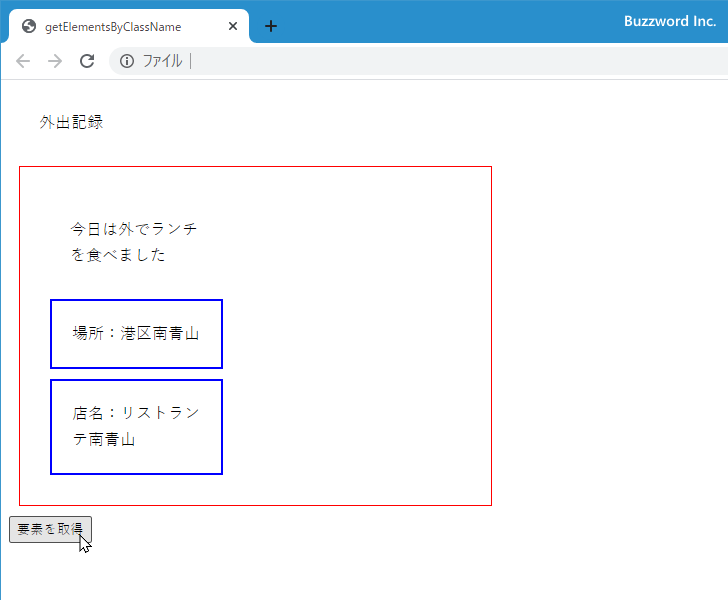 getElementsByClassName
Buzzword Inc.
ファイル
外出記録
今日は外でランチ
を食べました
場所：港区南青山
店名：リストラン
テ南青山
要素を取得